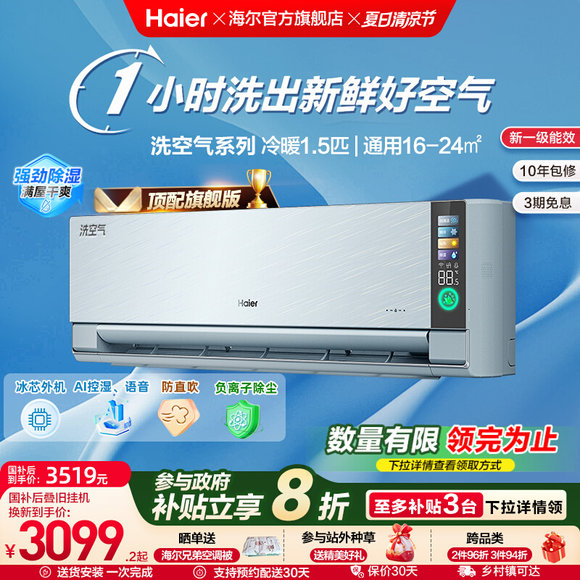 Haier × 海尔官方旗舰店 × 夏日清凉节
1小时洗出新鲜好空气
洗空气系列 冷暖1.5匹 | 通用16-24㎡
新一级能效
10年包修
3期免息
强劲除湿
满屋干爽
顶配旗舰版
洗空气
Haier
88.5
℃
冰芯外机 AI控湿、语音 防直吹 负离子除尘
数量有限 领完为止
下拉详情查看领取方式
国补后
到手价: 3519元
国补后叠旧挂机
换新到手价:
¥3099.2起
参与政府
补贴立享8折
至多补贴3台 下拉详情领
晒单送
海尔兄弟空调被
参与站外种草
送精美好礼
跨品类
2件96折 3件94折
送货安装 一次完成
支持预约配送30天
保价30天
乡村镇可达